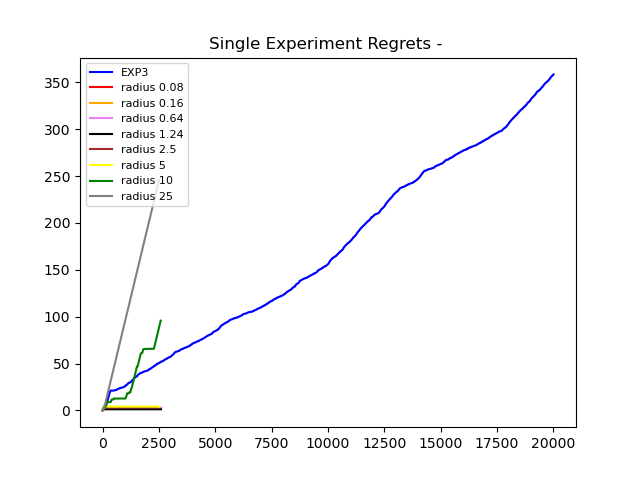 Single Experiment Regrets -
EXP3
radius 0.08
radius 0.16
radius 0.64
radius 1.24
radius 2.5
radius 5
radius 10
radius 25
350
300
250
200
150
100
50
0
0 2500 5000 7500 10000 12500 15000 17500 20000